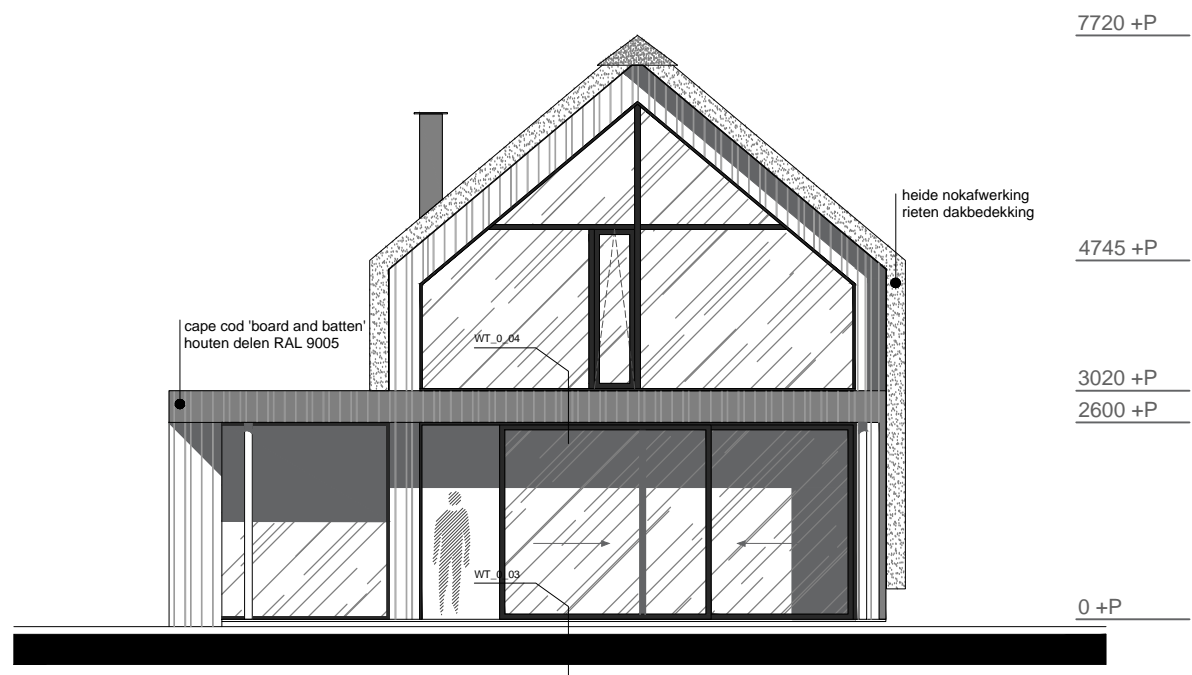 7720 +P
heide nokafwerking
rieten dakbedekking
4745 +P
cape cod 'board and batten'
houten delen RAL 9005
WT_0_04
3020 +P
2600 +P
WT_0_03
0 +P